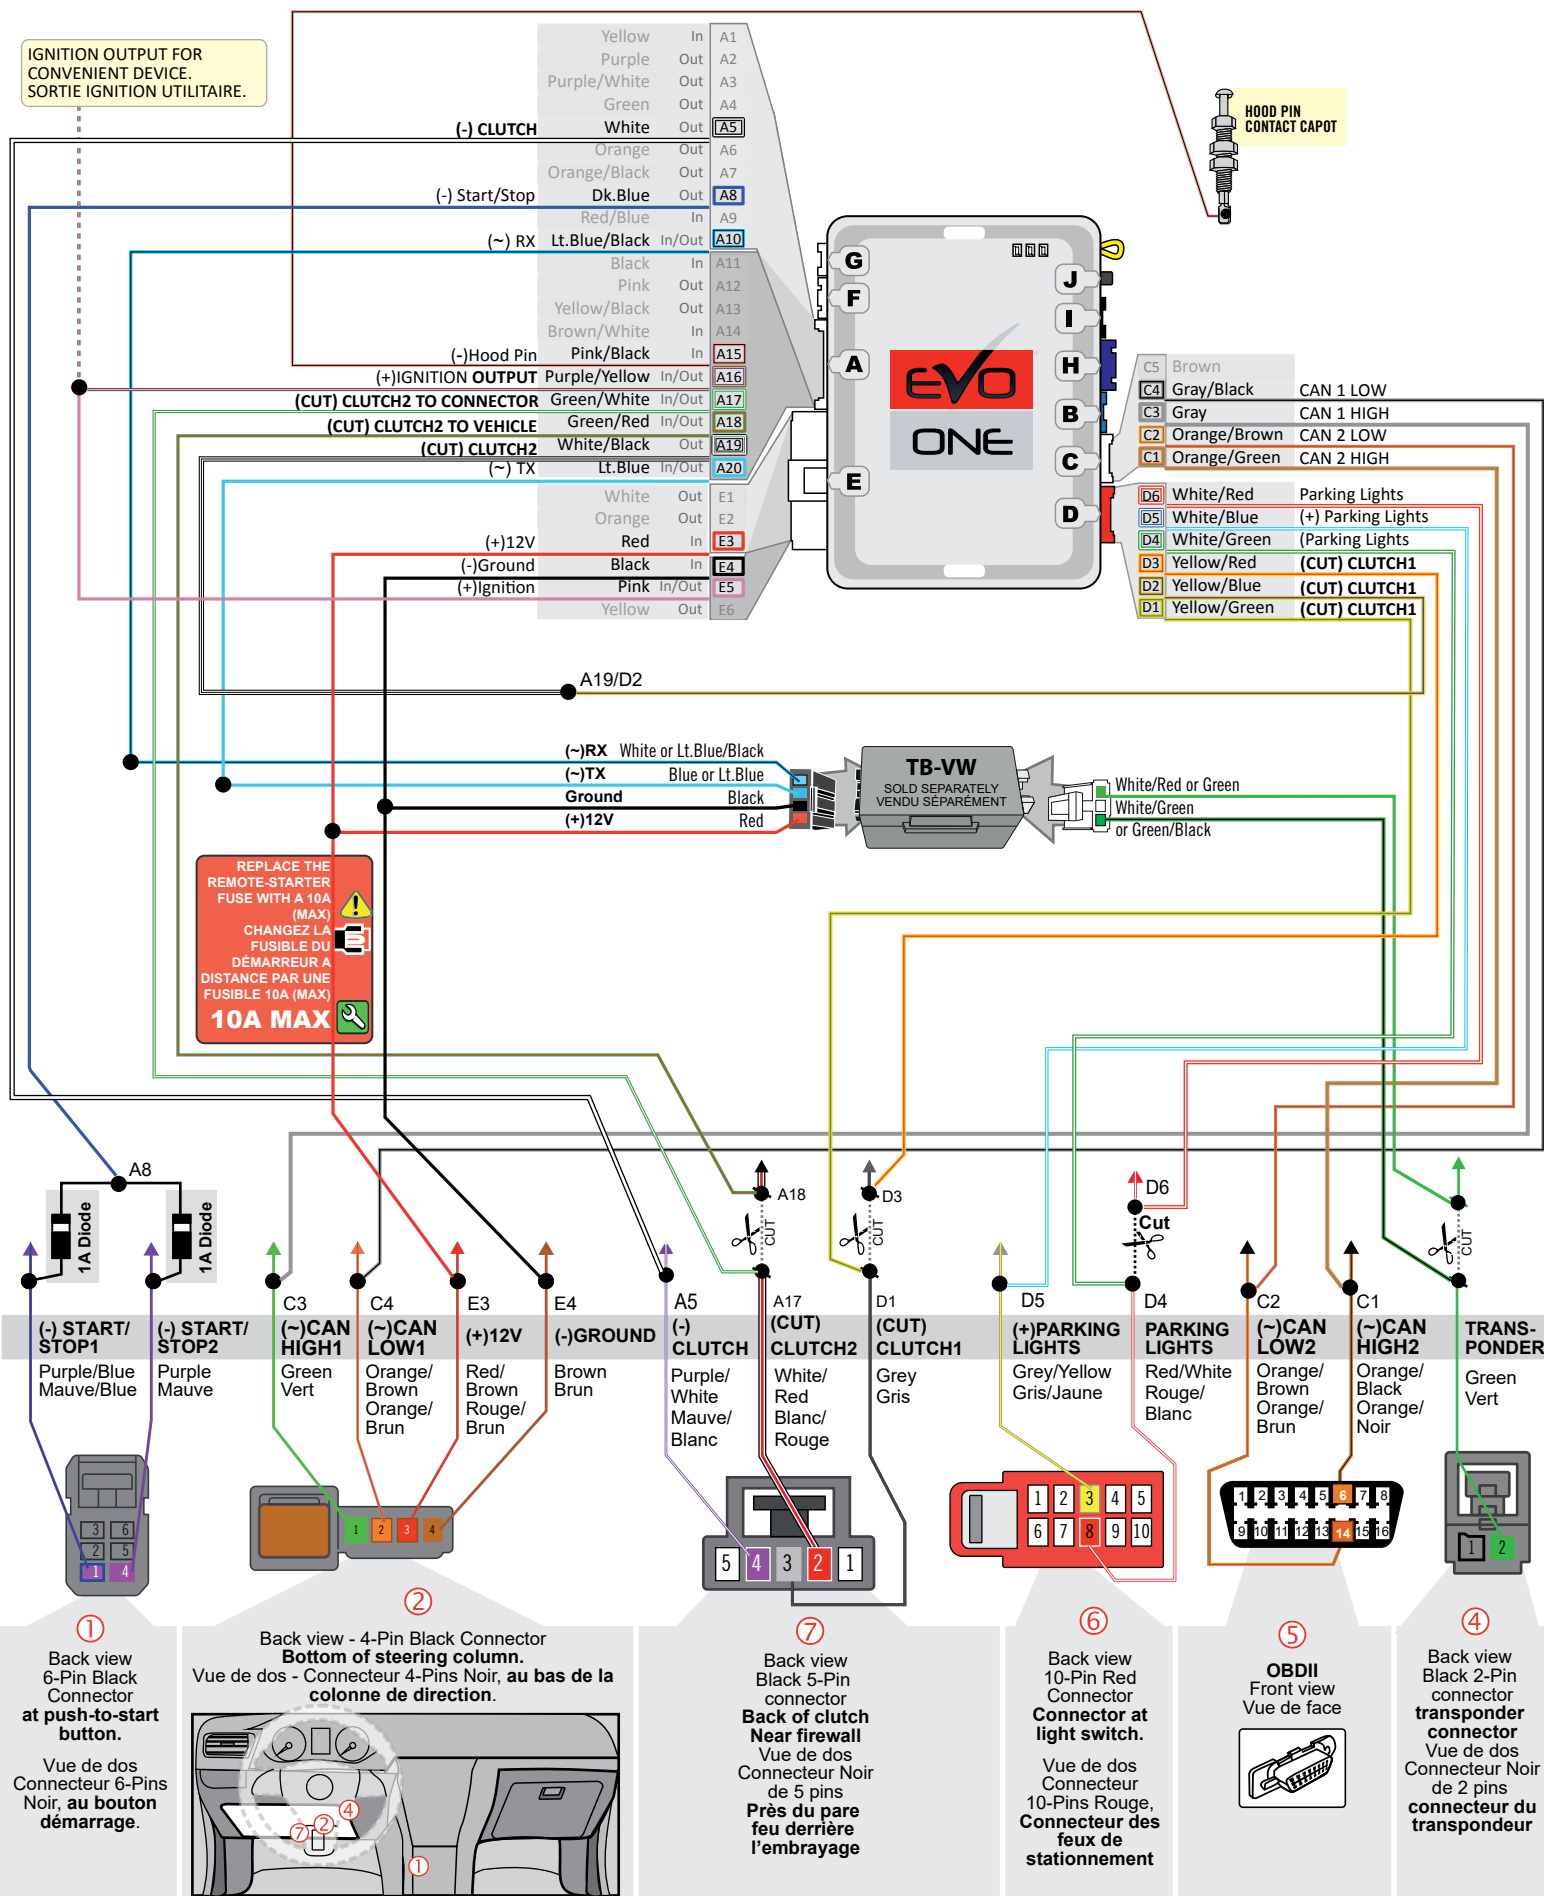 IGNITION OUTPUT FOR
CONVENIENT DEVICE.
SORTIE IGNITION UTILITAIRE.
HOOD PIN
CONTACT CAPOT
Yellow In A1
Purple Out A2
Purple/White Out A3
Green Out A4
(-) CLUTCH White Out A5
Orange Out A6
Orange/Black Out A7
(-) Start/Stop Dk.Blue Out A8
Red/Blue In A9
(~) RX Lt.Blue/Black In/Out A10
Black In A11
Pink Out A12
Yellow/Black Out A13
Brown/White In A14
(-)Hood Pin Pink/Black In A15
(+)IGNITION OUTPUT Purple/Yellow In/Out A16
(CUT) CLUTCH2 TO CONNECTOR Green/White In/Out A17
(CUT) CLUTCH2 TO VEHICLE Green/Red In/Out A18
(CUT) CLUTCH2 White/Black Out A19
(~) TX Lt.Blue In/Out A20
White Out E1
Orange Out E2
(+)12V Red In E3
(-)Ground Black In E4
(+)Ignition Pink In/Out E5
Yellow Out E6
G
F
A
E
J
I
H
B
C
D
EVO
ONE
C5 Brown
C4 Gray/Black CAN 1 LOW
C3 Gray CAN 1 HIGH
C2 Orange/Brown CAN 2 LOW
C1 Orange/Green CAN 2 HIGH
D6 White/Red Parking Lights
D5 White/Blue (+) Parking Lights
D4 White/Green (Parking Lights
D3 Yellow/Red (CUT) CLUTCH1
D2 Yellow/Blue (CUT) CLUTCH1
D1 Yellow/Green (CUT) CLUTCH1
A19/D2
(~)RX White or Lt.Blue/Black
(~)TX Blue or Lt.Blue
Ground Black
(+)12V Red
TB-VW
SOLD SEPARATELY
VENDU SÉPARÉMENT
White/Red or Green
White/Green
or Green/Black
REPLACE THE
REMOTE-STARTER
FUSE WITH A 10A
(MAX)
CHANGEZ LA
FUSIBLE DU
DÉMARREUR A
DISTANCE PAR UNE
FUSIBLE 10A (MAX)
10A MAX
A8
1A Diode
1A Diode
A18
CUT
D3
CUT
D6
Cut
CUT
C3
C4
E3
E4
A5
A17
D1
D5
D4
C2
C1
(-) START/
STOP1
Purple/Blue
Mauve/Blue
(-) START/
STOP2
Purple
Mauve
(~)CAN
HIGH1
Green
Vert
(~)CAN
LOW1
Orange/
Brown
Orange/
Brun
(+)12V
Red/
Brown
Rouge/
Brun
(-)GROUND
Brown
Brun
(-)
CLUTCH
Purple/
White
Mauve/
Blanc
(CUT)
CLUTCH2
White/
Red
Blanc/
Rouge
(CUT)
CLUTCH1
Grey
Gris
(+)PARKING
LIGHTS
Grey/Yellow
Gris/Jaune
PARKING
LIGHTS
Red/White
Rouge/
Blanc
(~)CAN
LOW2
Orange/
Brown
Orange/
Brun
(~)CAN
HIGH2
Orange/
Black
Orange/
Noir
TRANS-
PONDER
Green
Vert
3 6
2 5
1 4
1 2 3 4
5 4 3 2 1
1 2 3 4 5
6 7 8 9 10
1 2 3 4 5 6 7 8
9 10 11 12 13 14 15 16
1 2
1
Back view
6-Pin Black
Connector
at push-to-start
button.
Vue de dos
Connecteur 6-Pins
Noir, au bouton
démarrage.
2
Back view - 4-Pin Black Connector
Bottom of steering column.
Vue de dos - Connecteur 4-Pins Noir, au bas de la
colonne de direction.
4
2
7
1
7
Back view
Black 5-Pin
connector
Back of clutch
Near firewall
Vue de dos
Connecteur Noir
de 5 pins
Près du pare
feu derrière
l'embrayage
6
Back view
10-Pin Red
Connector
Connector at
light switch.
Vue de dos
Connecteur
10-Pins Rouge,
Connecteur des
feux de
stationnement
5
OBDII
Front view
Vue de face
4
Back view
Black 2-Pin
connector
transponder
connector
Vue de dos
Connecteur Noir
de 2 pins
connecteur du
transpondeur